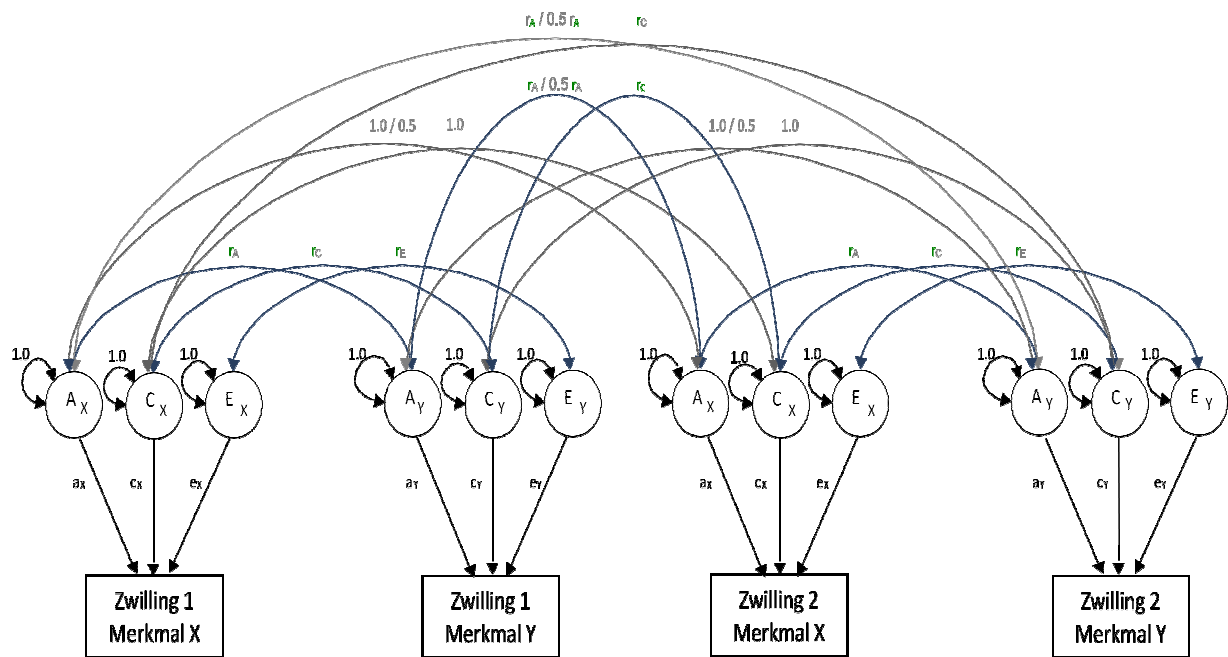 rA / 0.5 rA rC
rA / 0.5 rA rC
1.0 / 0.5 1.0 1.0 / 0.5 1.0
rA rC rE rA rC rE
1.0 1.0 1.0 1.0 1.0 1.0 1.0 1.0 1.0 1.0 1.0 1.0
AX CX EX AY CY EY AX CX EX AY CY EY
aX cX eX aY cY eY aX cX eX aY cY eY
Zwilling 1
Merkmal X
Zwilling 1
Merkmal Y
Zwilling 2
Merkmal X
Zwilling 2
Merkmal Y